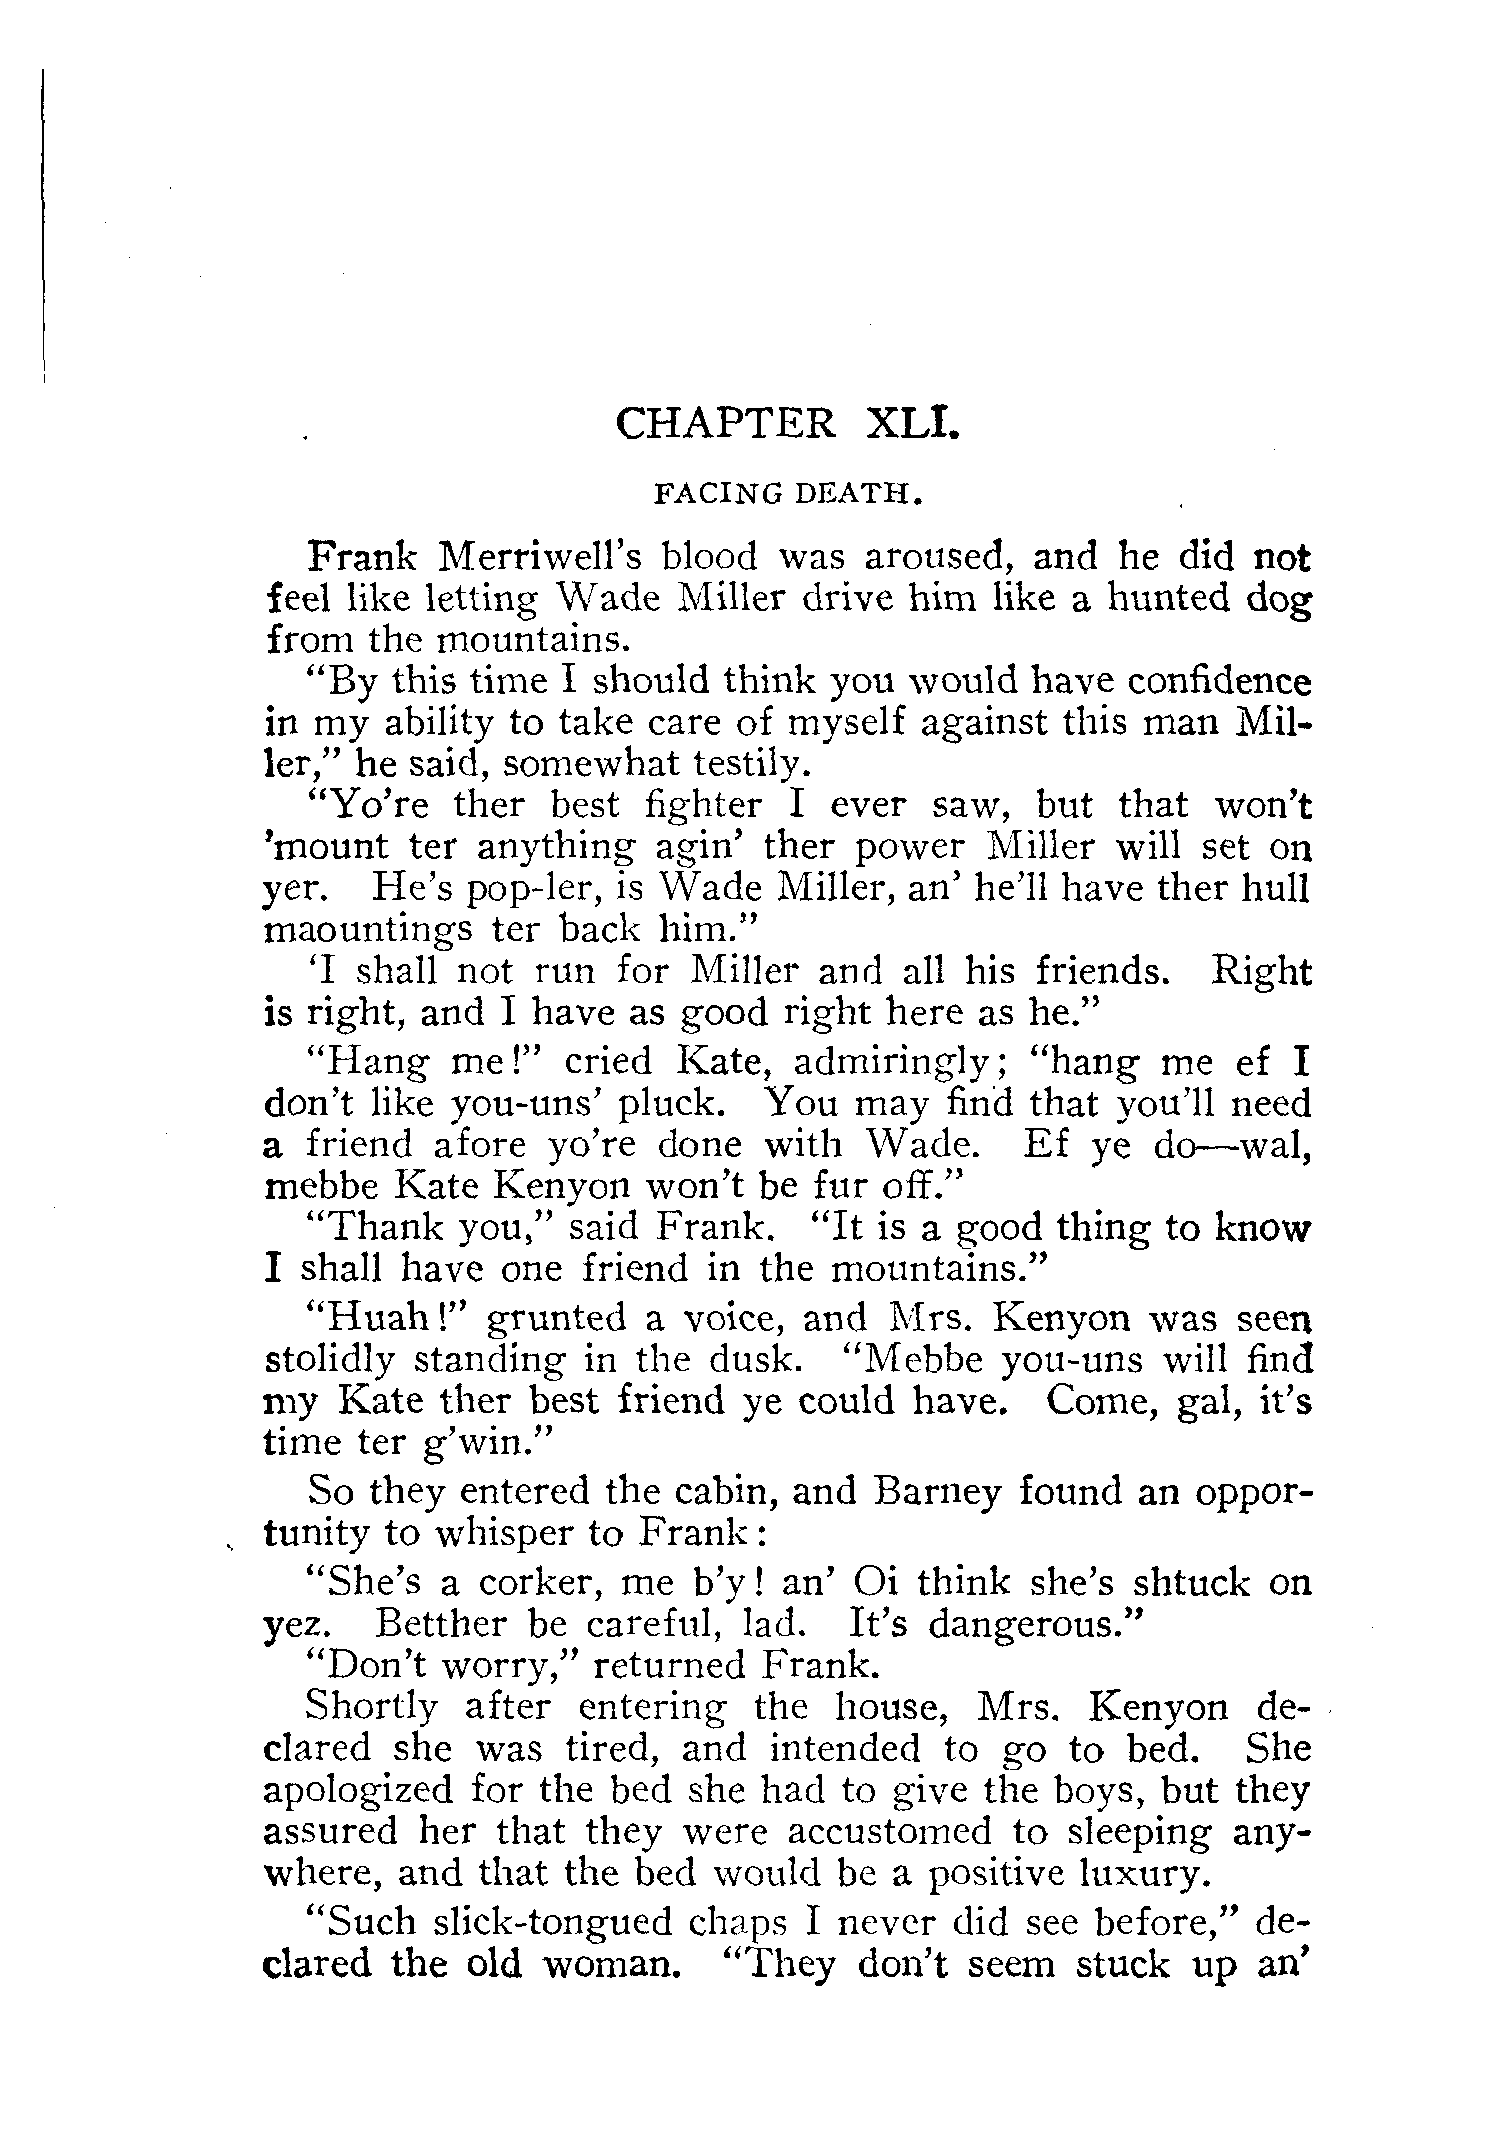 CHAPTER XLI.
FACING DEATH.
Frank Merriwell's blood was aroused, and he did not
feel like letting Wade Miller drive him like a hunted dog
from the mountains.
"By this time I should think you would have confidence
in my ability to take care of myself against this man Mil-
ler," he said, somewhat testily.
"Yo're ther best fighter I ever saw, but that won't
'mount ter anything agin' ther power Miller will set on
yer. He's pop-ler, is Wade Miller, an' he'll have ther hull
maountings ter back him."
'I shall not run for Miller and all his friends. Right
is right, and I have as good right here as he."
"Hang me!" cried Kate, admiringly; "hang me ef I
don't like you-uns' pluck. You may find that you'll need
a friend afore yo're done with Wade. Ef ye do—wal,
mebbe Kate Kenyon won't be fur off."
"Thank you," said Frank. "It is a good thing to know
I shall have one friend in the mountains."
"Huah!" grunted a voice, and Mrs. Kenyon was seen
stolidly standing in the dusk. "Mebbe you-uns will find
my Kate ther best friend ye could have. Come, gal, it's
time ter g'win."
So they entered the cabin, and Barney found an oppor-
tunity to whisper to Frank:
"She's a corker, me b'y! an' Oi think she's shtuck on
yez. Betther be careful, lad. It's dangerous."
"Don't worry," returned Frank.
Shortly after entering the house, Mrs. Kenyon de-
clared she was tired, and intended to go to bed. She
apologized for the bed she had to give the boys, but they
assured her that they were accustomed to sleeping any-
where, and that the bed would be a positive luxury.
"Such slick-tongued chaps I never did see before," de-
clared the old woman. "They don't seem stuck up an'